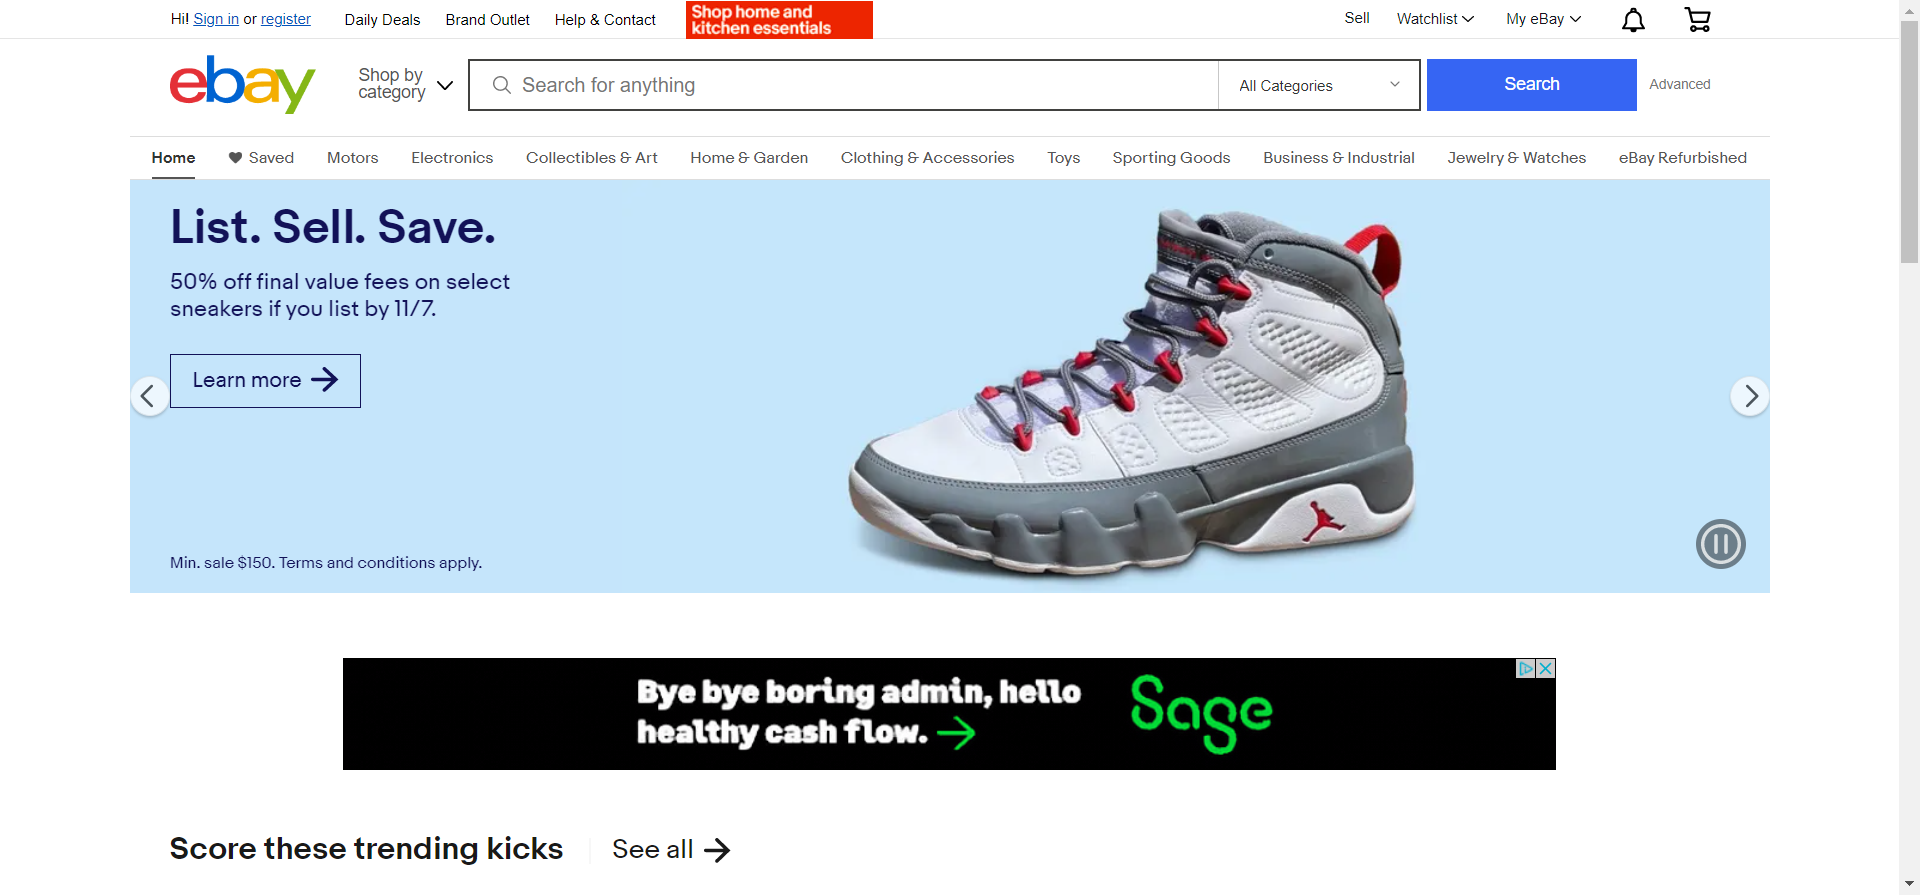 Hi! Sign in or register
Daily Deals
Brand Outlet
Help & Contact
Shop home and
kitchen essentials
Sell
Watchlist
My eBay
ebay
Shop by
category
Search for anything
All Categories
Search
Advanced
Home
Saved
Motors
Electronics
Collectibles & Art
Home & Garden
Clothing & Accessories
Toys
Sporting Goods
Business & Industrial
Jewelry & Watches
eBay Refurbished
List. Sell. Save.
50% off final value fees on select
sneakers if you list by 11/7.
Learn more
Min. sale $150. Terms and conditions apply.
Bye bye boring admin, hello
healthy cash flow.
Sage
Score these trending kicks
See all